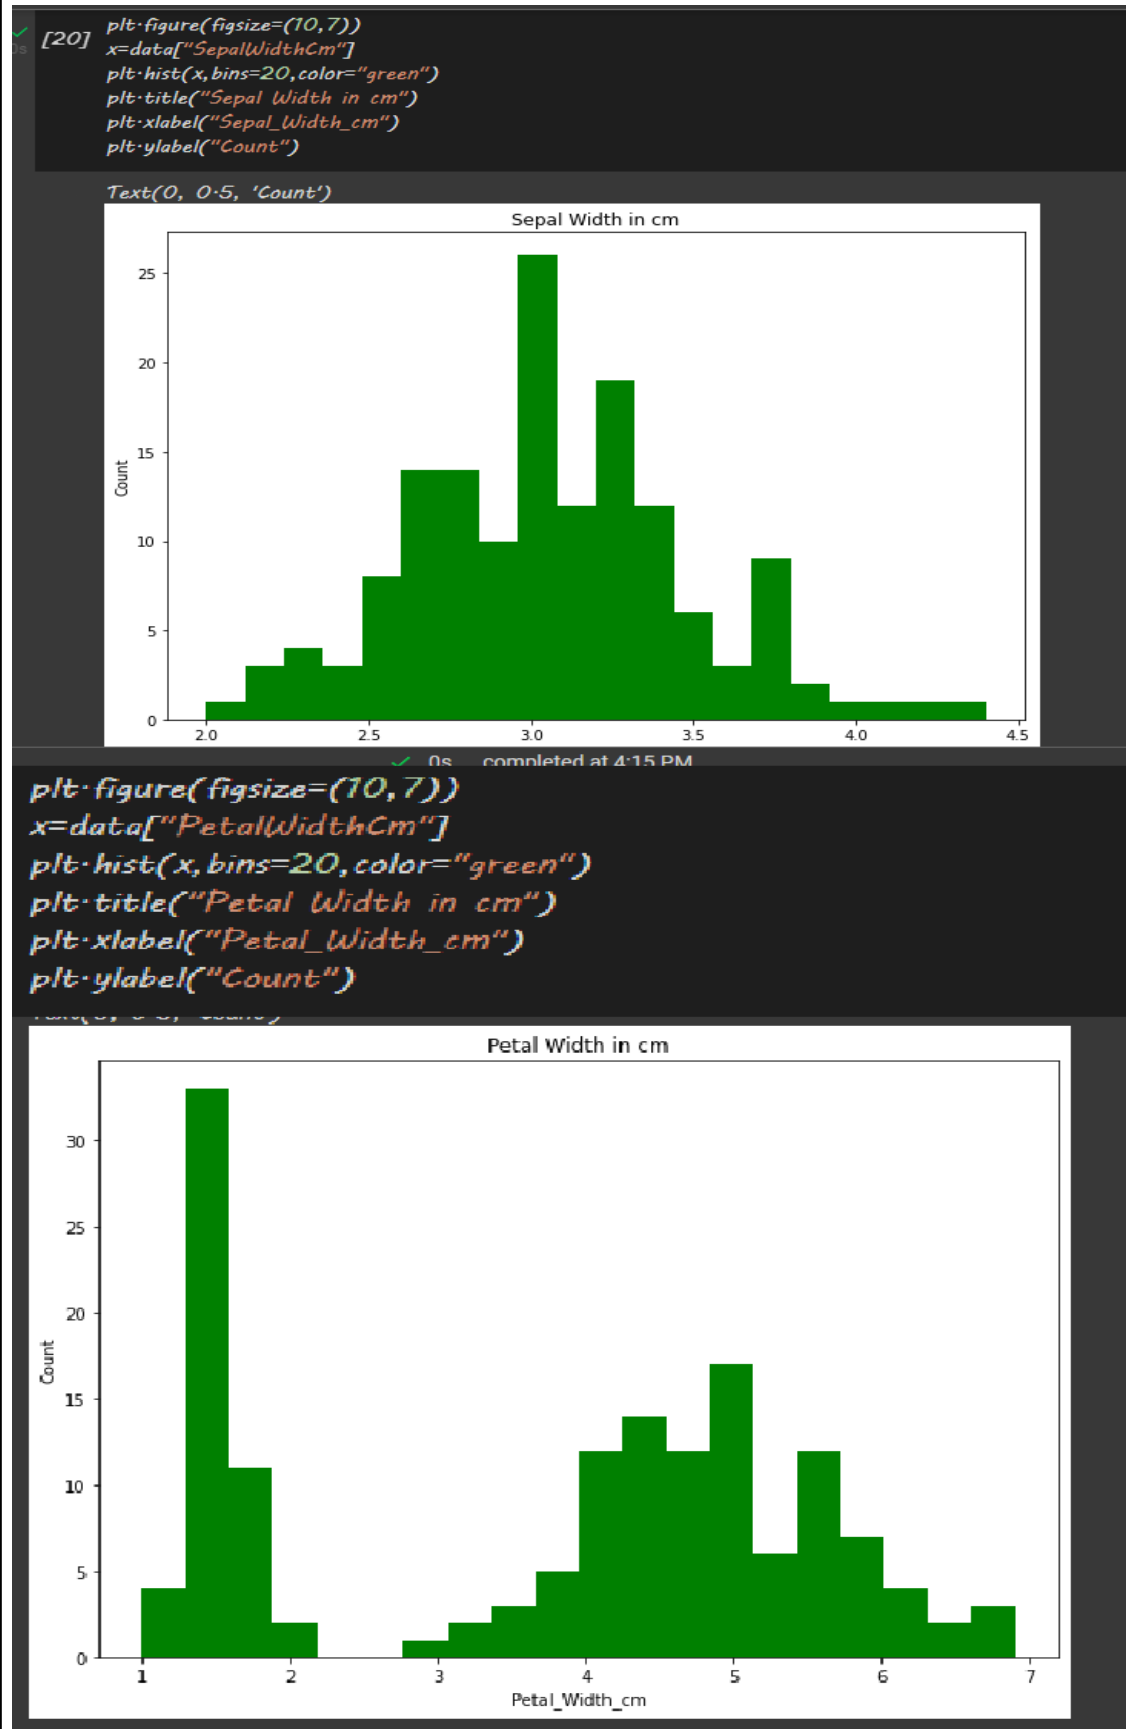 [20]
plt.figure(figsize=(10,7))
x=data["SepalWidthCm"]
plt.hist(x,bins=20,color="green")
plt.title("Sepal Width in cm")
plt.xlabel("Sepal_Width_cm")
plt.ylabel("Count")
0s
Text(0, 0.5, 'Count')
Sepal Width in cm
25
20
15
10
5
0
Count
2.0 2.5 3.0 3.5 4.0 4.5
0s completed at 4:15 PM
plt.figure(figsize=(10,7))
x=data["PetalWidthCm"]
plt.hist(x,bins=20,color="green")
plt.title("Petal Width in cm")
plt.xlabel("Petal_Width_cm")
plt.ylabel("Count")
Petal Width in cm
30
25
20
15
10
5
0
Count
1 2 3 4 5 6 7
Petal_Width_cm